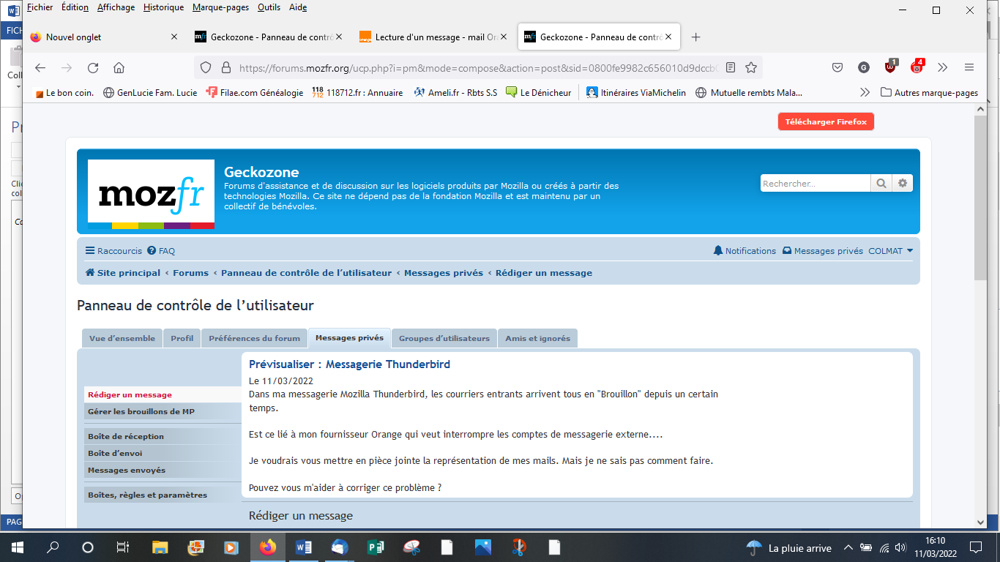 Fichier Édition Affichage Historique Marque-pages Outils Aide
FICH
Nouvel onglet
Geckozone - Panneau de contrô
Lecture d'un message - mail Ora
Geckozone - Panneau de contrô
https://forums.mozfr.org/ucp.php?i=pm&mode=compose&action=post&sid=0800fe9982c656010d9dccb
1
4
Coll
Le bon coin.
GenLucie Fam. Lucie
Filae.com Généalogie
118 712
118712.fr : Annuaire
Ameli.fr - Rbts S.S
Le Dénicheur
Itinéraires ViaMichelin
Mutuelle rembts Mala...
Autres marque-pages
Télécharger Firefox
mozfr
Geckozone
Forums d'assistance et de discussion sur les logiciels produits par Mozilla ou créés à partir des
technologies Mozilla. Ce site ne dépend pas de la fondation Mozilla et est maintenu par un
collectif de bénévoles.
Rechercher...
Clic
col
Raccourcis FAQ
Notifications Messages privés COLMAT
Site principal ‹ Forums ‹ Panneau de contrôle de l’utilisateur ‹ Messages privés ‹ Rédiger un message
Panneau de contrôle de l’utilisateur
Vue d’ensemble Profil Préférences du forum Messages privés Groupes d’utilisateurs Amis et ignorés
Rédiger un message
Gérer les brouillons de MP
Boîte de réception
Boîte d’envoi
Messages envoyés
Boîtes, règles et paramètres
Prévisualiser : Messagerie Thunderbird
Le 11/03/2022
Dans ma messagerie Mozilla Thunderbird, les courriers entrants arrivent tous en "Brouillon" depuis un certain
temps.
Est ce lié à mon fournisseur Orange qui veut interrompre les comptes de messagerie externe....
Je voudrais vous mettre en pièce jointe la représentation de mes mails. Mais je ne sais pas comment faire.
Pouvez vous m'aider à corriger ce problème ?
Rédiger un message
PAG
La pluie arrive
16:10
11/03/2022